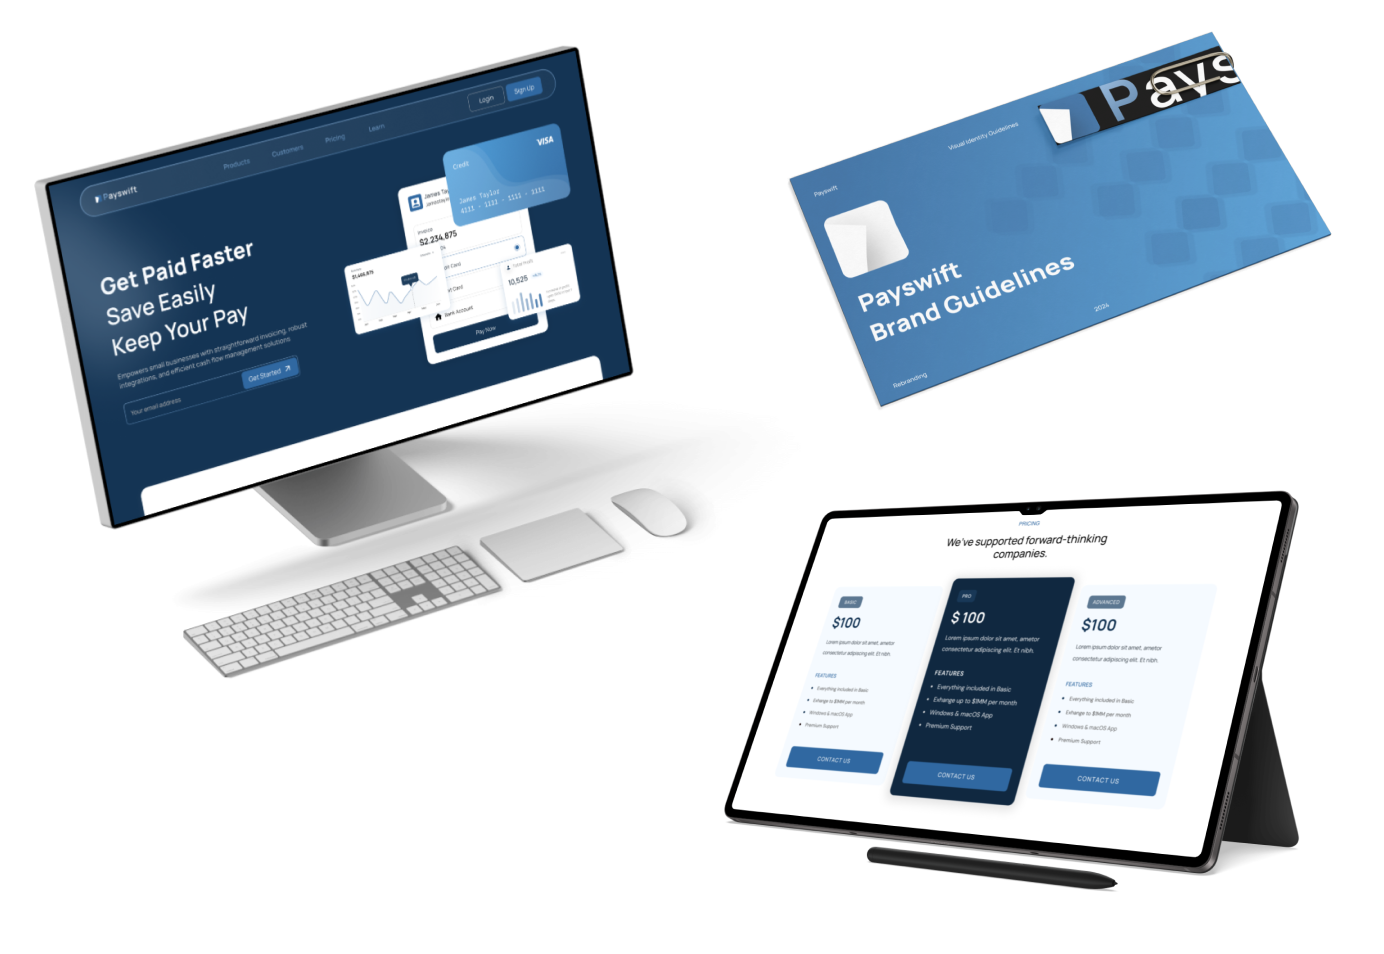 Payswift
Products
Customers
Pricing
Learn
Login
Sign Up
Get Paid Faster
Save Easily
Keep Your Pay
Empowers small businesses with straightforward invoicing, robust
integrations, and efficient cash flow management solutions
Your email address
Get Started
Credit
VISA
James Taylor
4111 - 1111 - 1111 - 1111
James
Invoice
$2,234,875
10,525
Bank Account
Pay Now
Payswift
Visual Identity Guidelines
Pays
Payswift
Brand Guidelines
2024
Rebranding
PRICING
We've supported forward-thinking
companies.
BASIC
$100
Lorem ipsum dolor sit amet, ametor
consectetur adipiscing elit. Et nibh.
FEATURES
Everything included in Basic
Exhange to $1MM per month
Windows & macOS App
Premium Support
CONTACT US
PRO
$100
Lorem ipsum dolor sit amet, ametor
consectetur adipiscing elit. Et nibh.
FEATURES
Everything included in Basic
Exhange up to $1MM per month
Windows & macOS App
Premium Support
CONTACT US
ADVANCED
$100
Lorem ipsum dolor sit amet, ametor
consectetur adipiscing elit. Et nibh.
FEATURES
Everything included in Basic
Exhange to $1MM per month
Windows & macOS App
Premium Support
CONTACT US